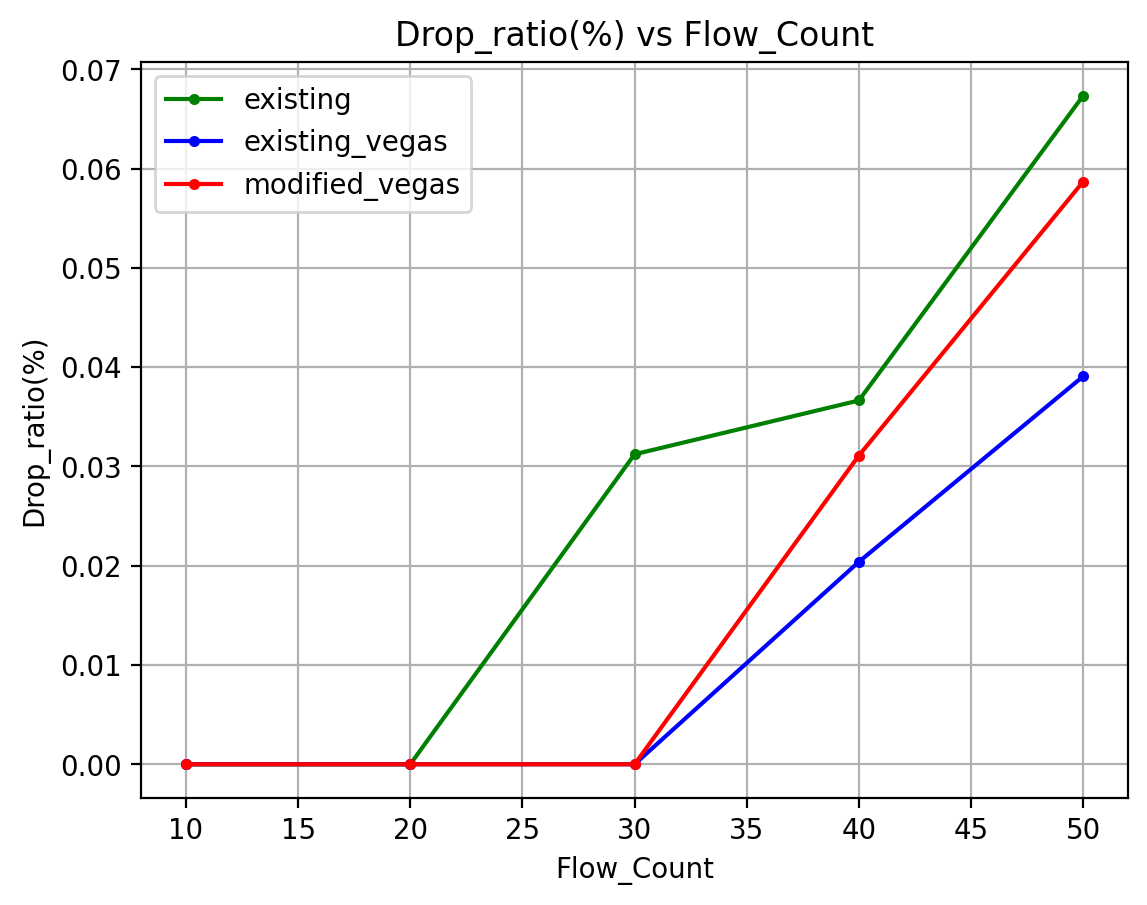 Drop_ratio(%) vs Flow_Count
existing
existing_vegas
modified_vegas
Drop_ratio(%)
0.07
0.06
0.05
0.04
0.03
0.02
0.01
0.00
10 15 20 25 30 35 40 45 50
Flow_Count